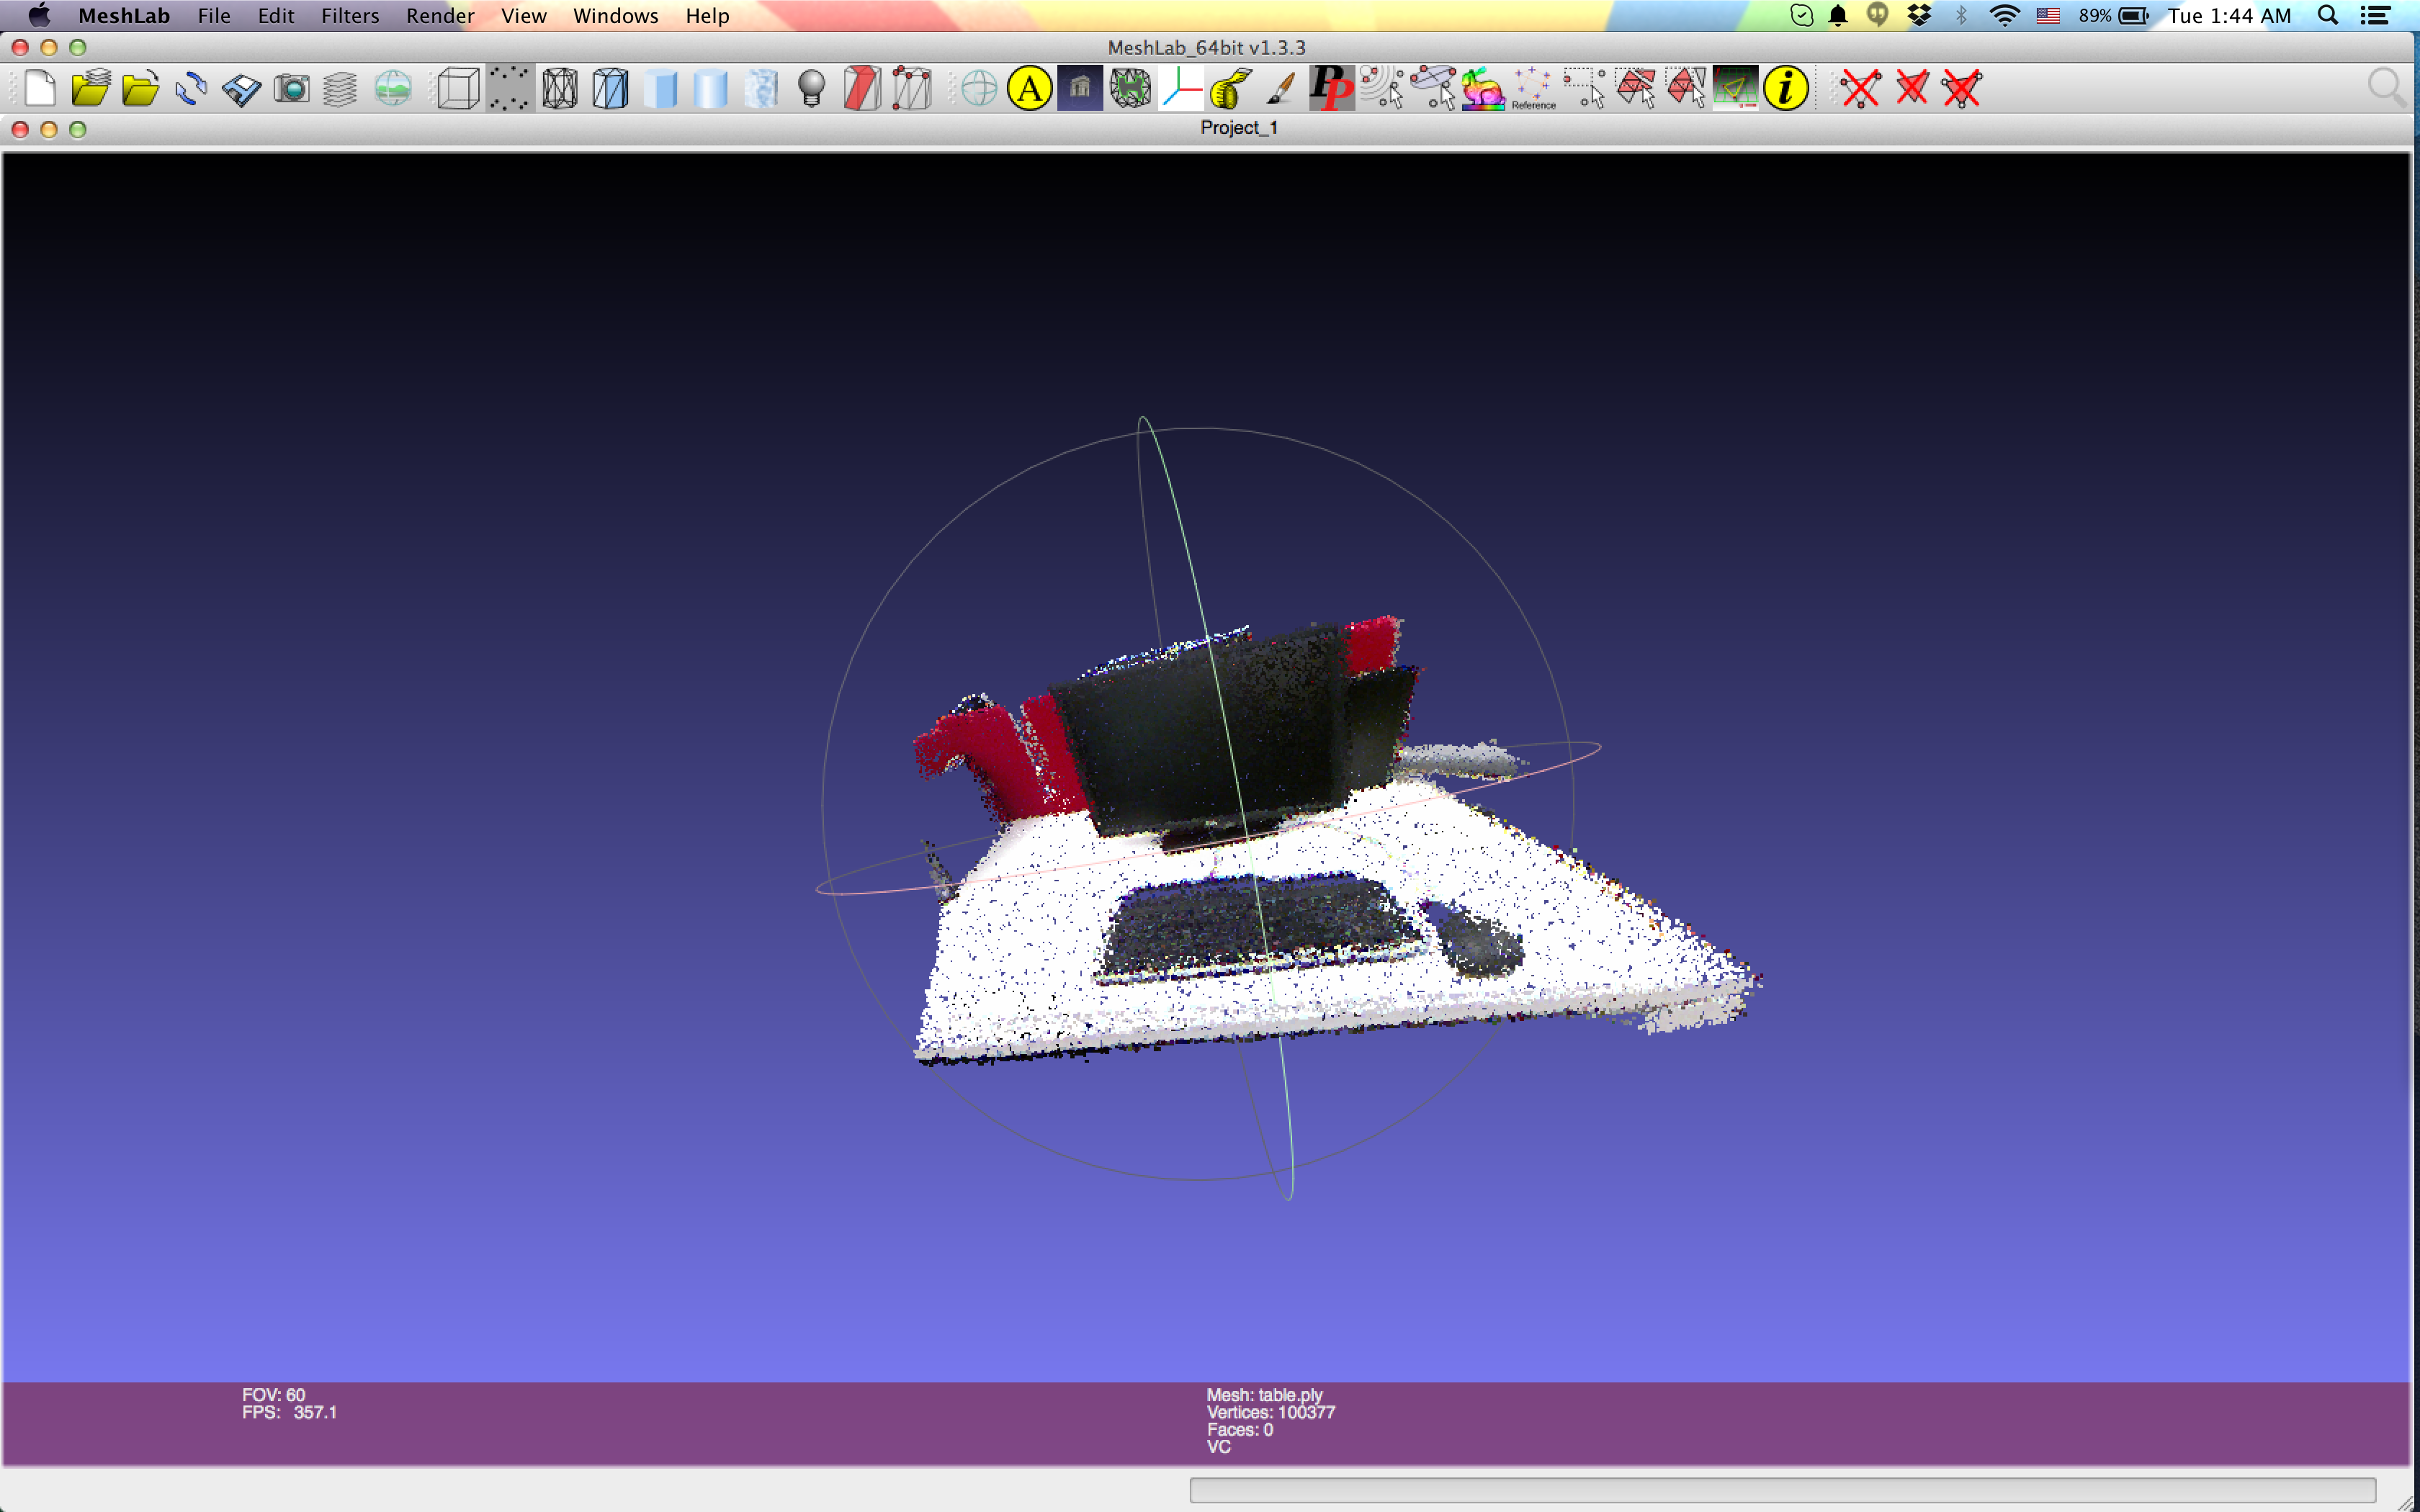 MeshLab File Edit Filters Render View Windows Help 89% Tue 1:44 AM
MeshLab_64bit v1.3.3
A PP Reference i
Project_1
FOV: 60
FPS: 357.1
Mesh: table.ply
Vertices: 100377
Faces: 0
VC